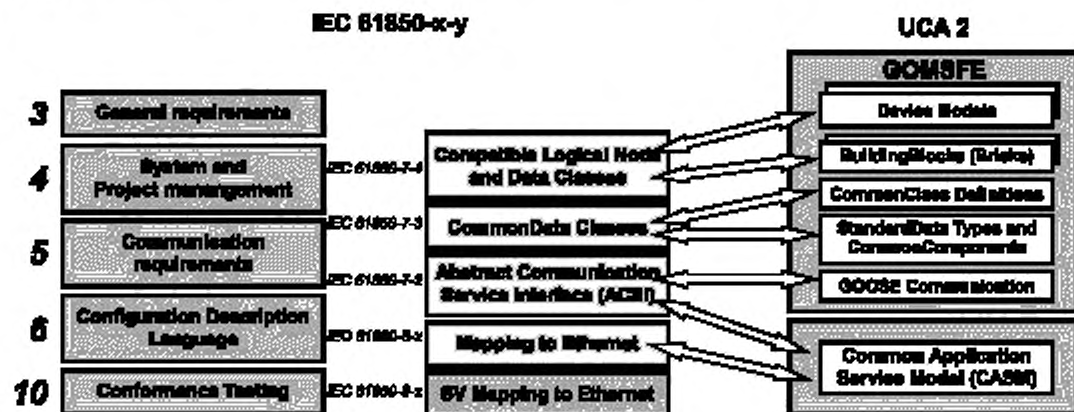 IEC 61850-x-y
UCA 2
3
General requirements
4
System and
Project manangement
5
Communication
requirements
6
Configuration Description
Language
10
Conformance Testing
IEC 61850-7-4
IEC 61850-7-3
IEC 61850-7-2
IEC 61850-8-x
IEC 61850-9-x
Compatible Logical Node
and Data Classes
CommonData Classes
Abstract Communication
Service Interface (ACSI)
Mapping to Ethernet
SV Mapping to Ethernet
GOMSFE
Device Models
BuildingBlocks (Bricks)
CommonClass Definitions
StandardData Types and
CommonComponents
GOOSE Comunication
Common Application
Service Model (CASM)